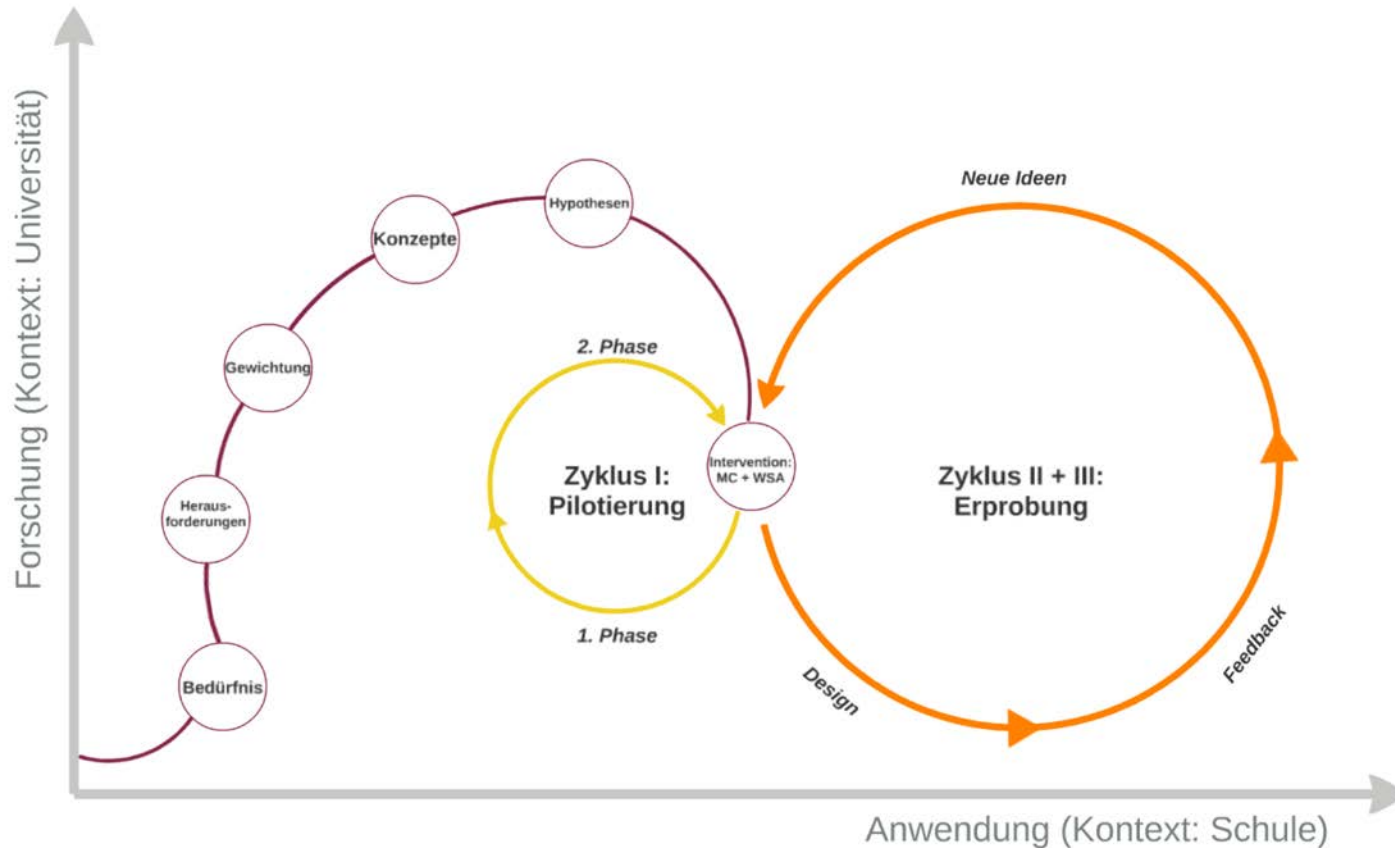 Forschung (Kontext: Universität)
Neue Ideen
Hypothesen
Konzepte
Gewichtung
2. Phase
Zyklus I:
Pilotierung
Intervention:
MC + WSA
Zyklus II + III:
Erprobung
Heraus-
forderungen
1. Phase
Bedürfnis
Design
Feedback
Anwendung (Kontext: Schule)